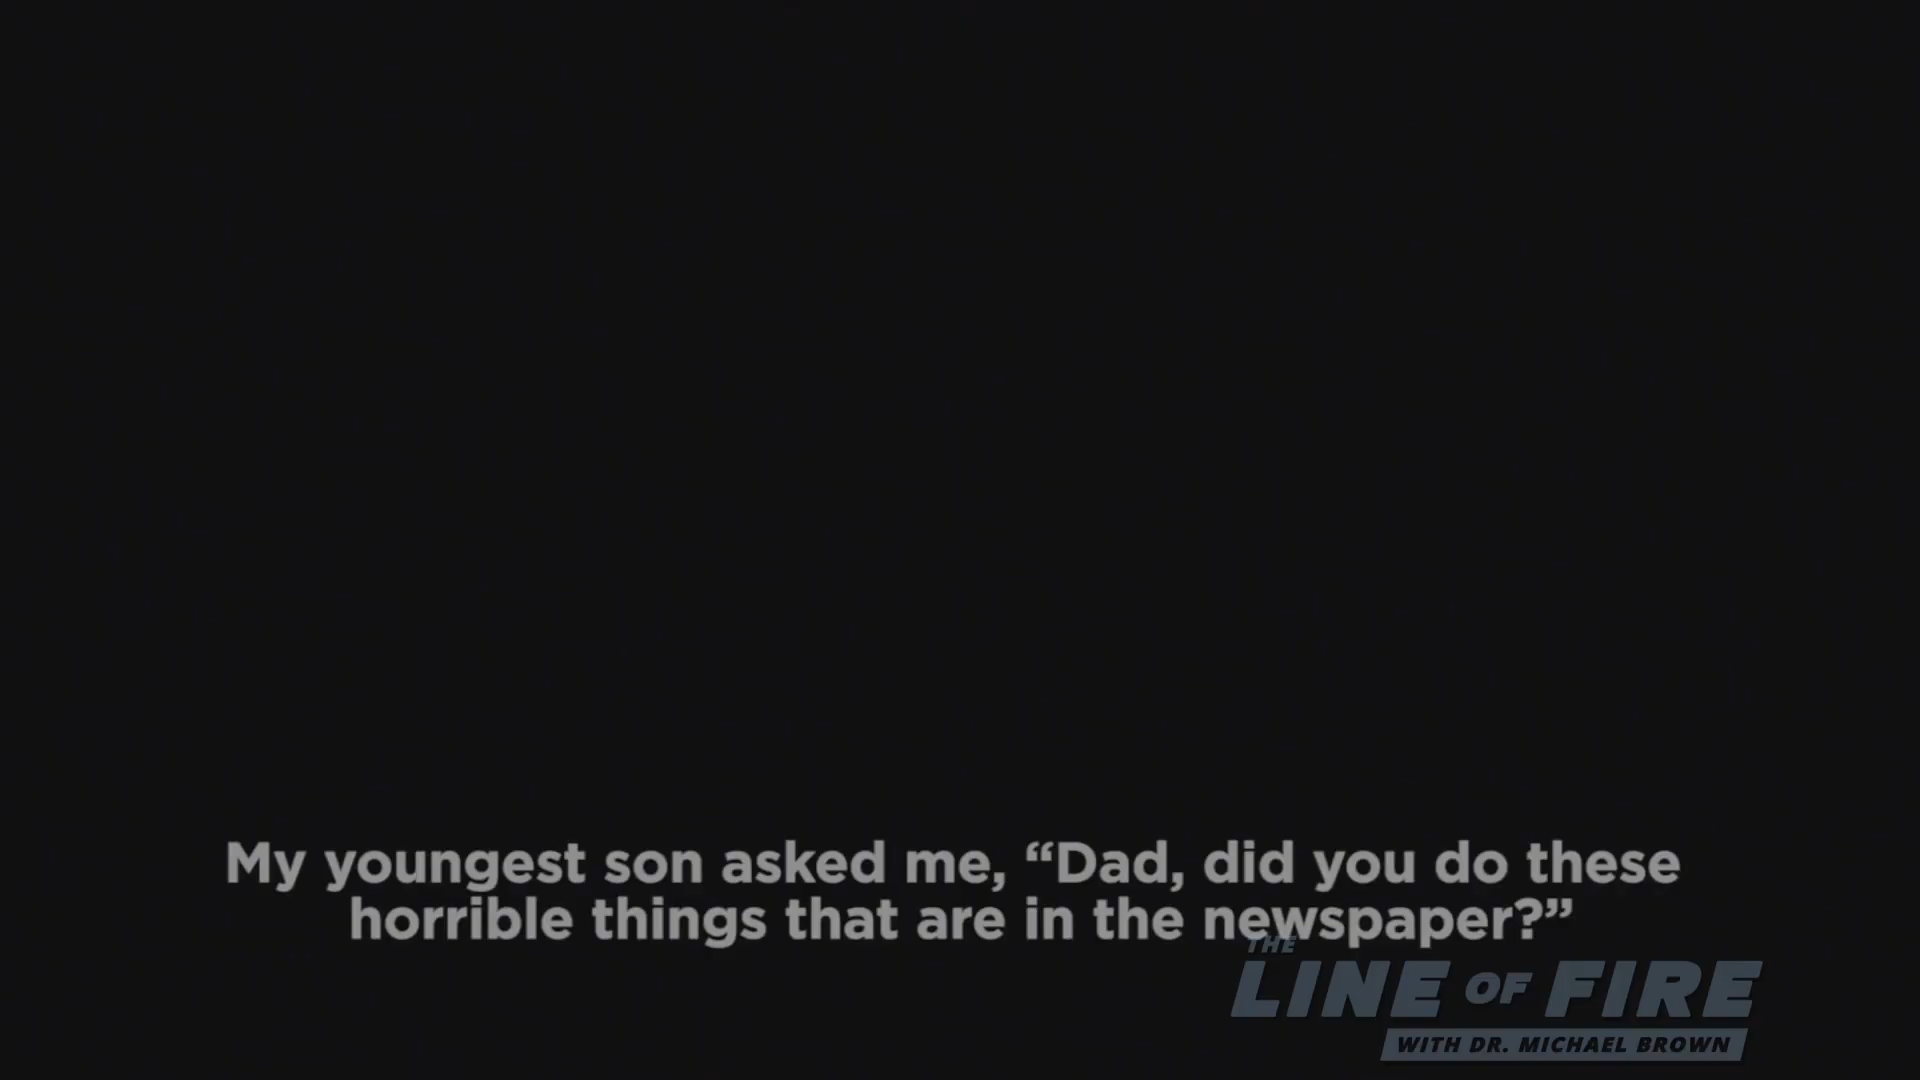 My youngest son asked me, “Dad, did you do these
horrible things that are in the newspaper?”
THE
LINE OF FIRE
WITH DR. MICHAEL BROWN